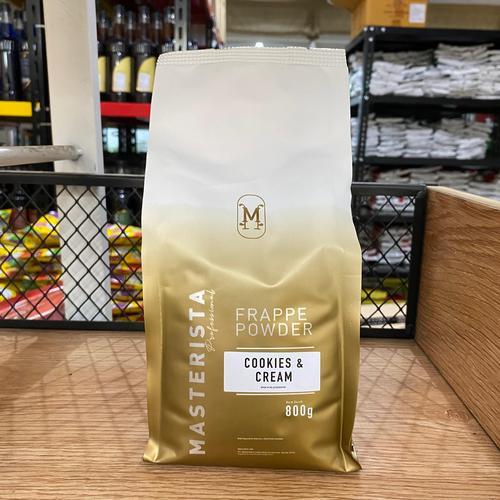 M
MASTERISTA
Professional
FRAPPE
POWDER
COOKIES &
CREAM
800g